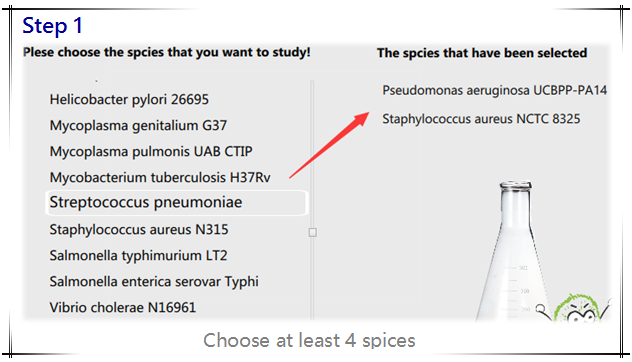 Step 1
Plese choose the spcies that you want to study!
Helicobacter pylori 26695
Mycoplasma genitalium G37
Mycoplasma pulmonis UAB CTIP
Mycobacterium tuberculosis H37Rv
Streptococcus pneumoniae
Staphylococcus aureus N315
Salmonella typhimurium LT2
Salmonella enterica serovar Typhi
Vibrio cholerae N16961
The spcies that have been selected
Pseudomonas aeruginosa UCBPP-PA14
Staphylococcus aureus NCTC 8325
Choose at least 4 spices